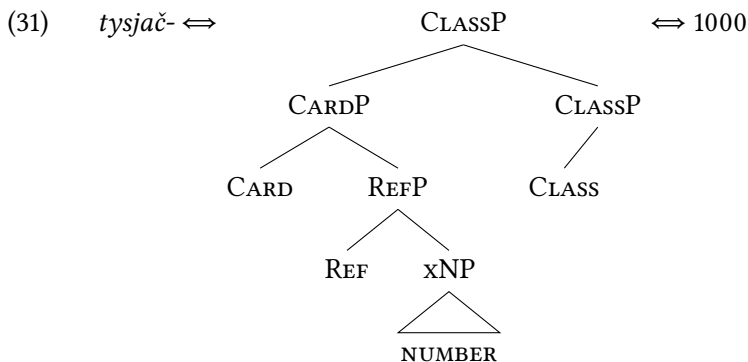 (31) tysjač- ⇔ CLASSP ⇔ 1000
CARDP CLASSP
CARD REFP CLASS
REF XNP
NUMBER